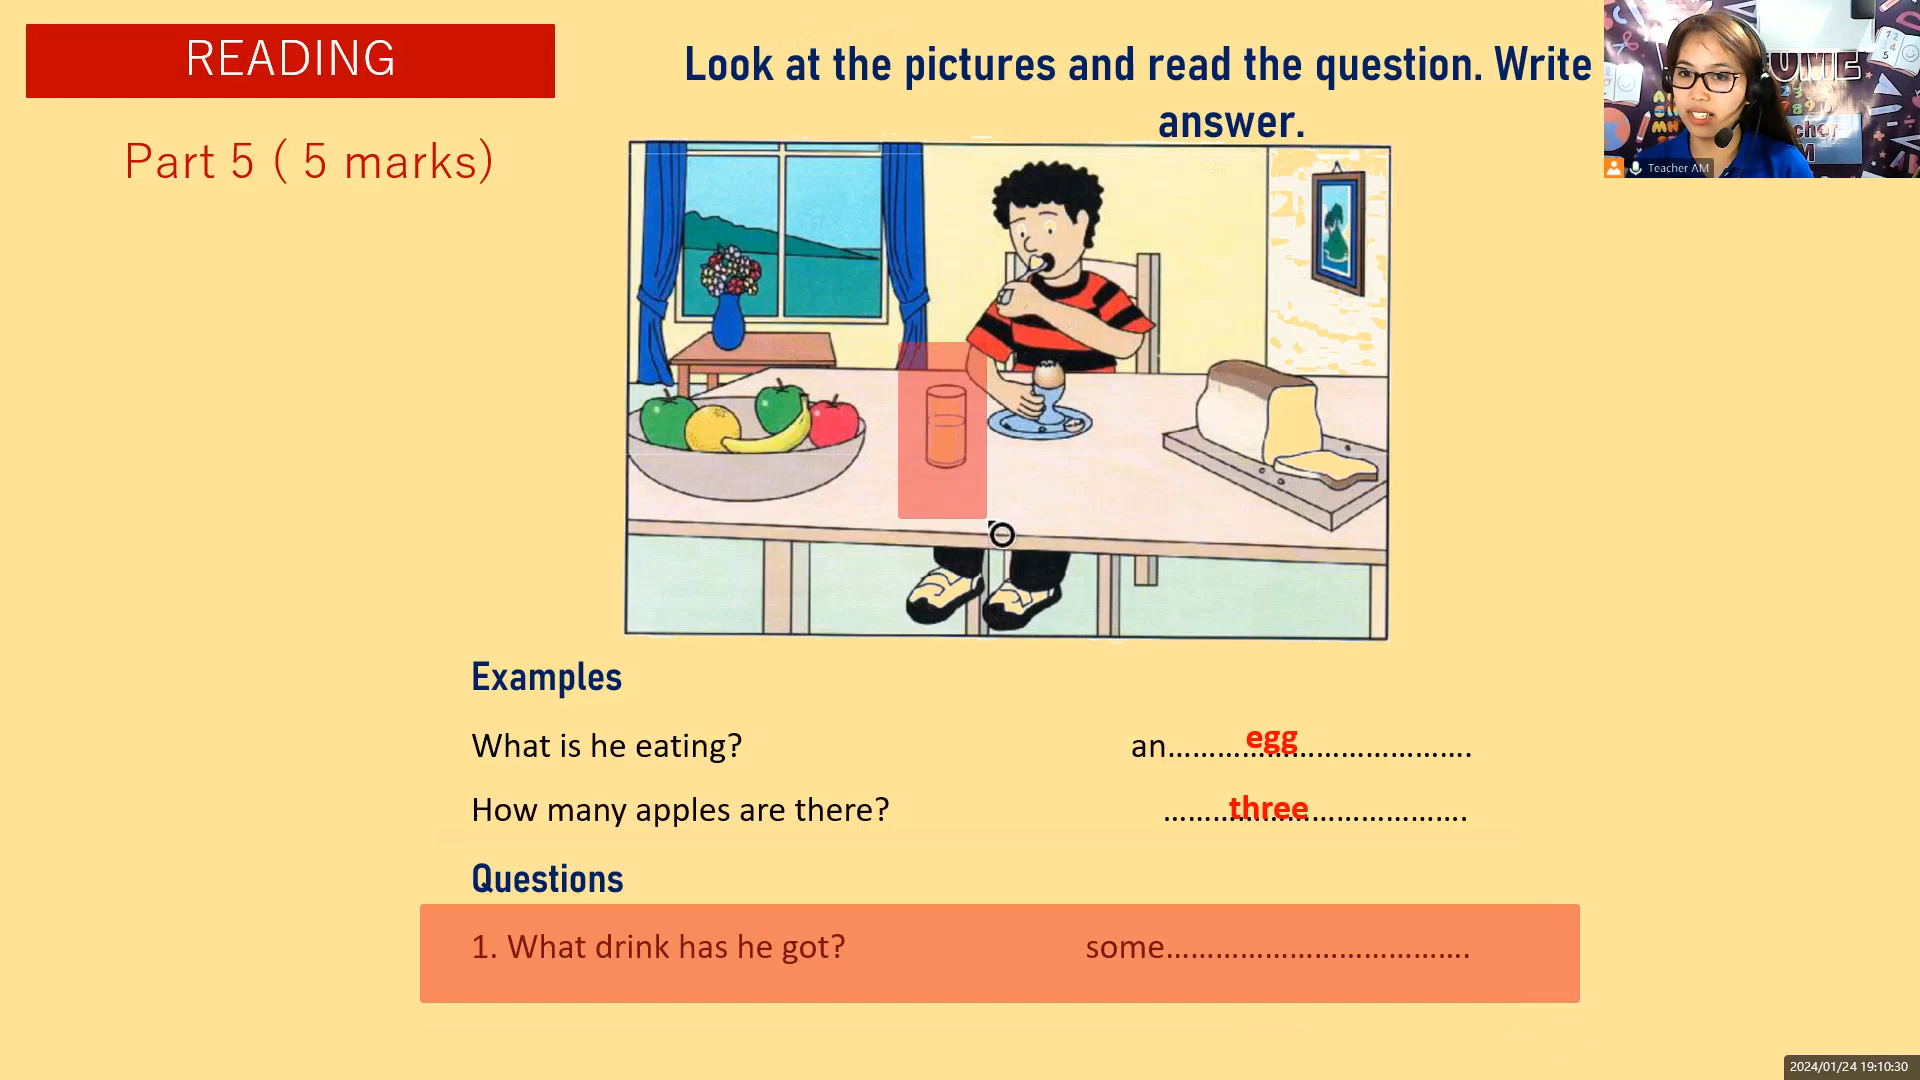 READING
Part 5 ( 5 marks)
Look at the pictures and read the question. Write
answer.
Teacher AM
Examples
What is he eating? an....egg....
How many apples are there? ....three....
Questions
1. What drink has he got? some....
2024/01/24 19:10:30